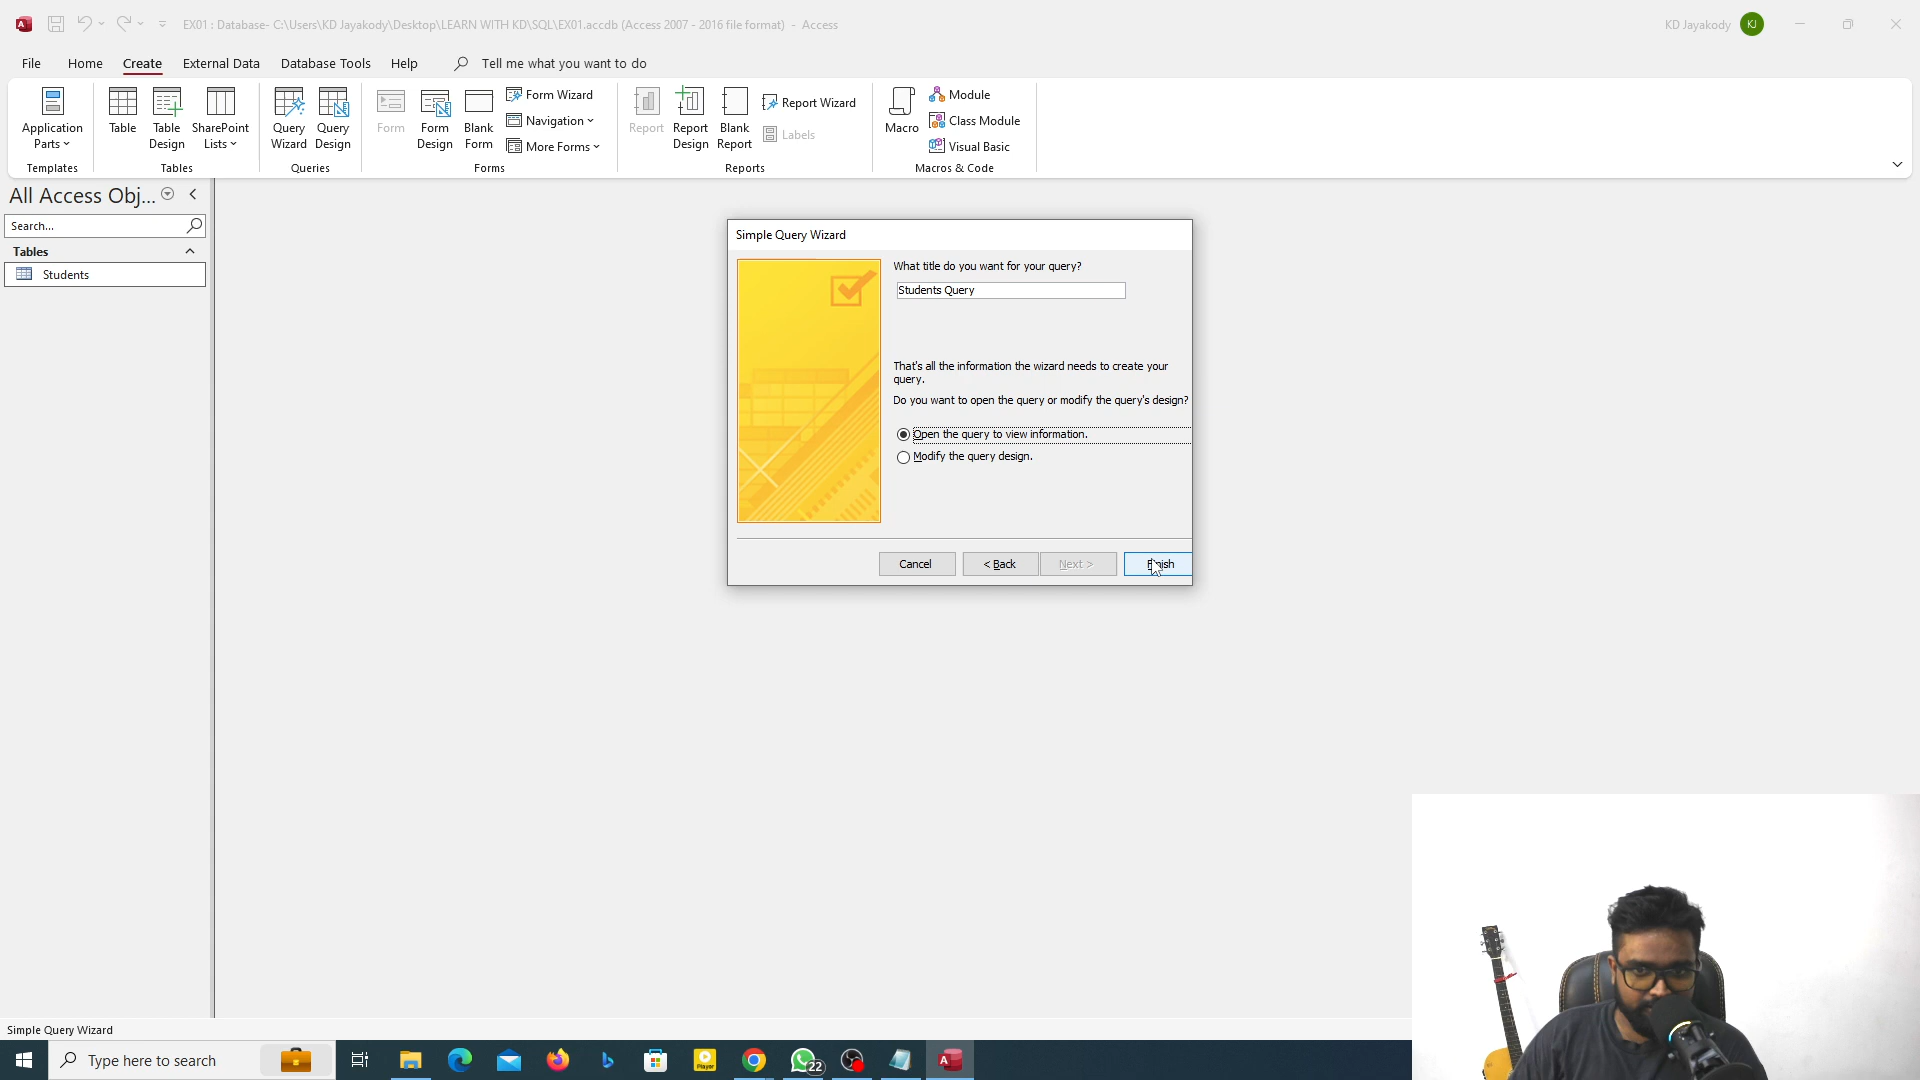 EX01 : Database- C:\Users\KD Jayakody\Desktop\LEARN WITH KD\SQL\EX01.accdb (Access 2007 - 2016 file format) - Access
KD Jayakody
KJ
File Home Create External Data Database Tools Help Tell me what you want to do
Application Parts
Table
Table Design
SharePoint Lists
Query Wizard
Query Design
Form
Form Design
Blank Form
Form Wizard
Navigation
More Forms
Report
Report Design
Blank Report
Report Wizard
Labels
Macro
Module
Class Module
Visual Basic
Templates Tables Queries Forms Reports Macros & Code
All Access Obj...
Search...
Tables
Students
Simple Query Wizard
What title do you want for your query?
Students Query
That's all the information the wizard needs to create your
query.
Do you want to open the query or modify the query's design?
Open the query to view information.
Modify the query design.
Cancel < Back Next > Finish
Simple Query Wizard
Type here to search
Player
22